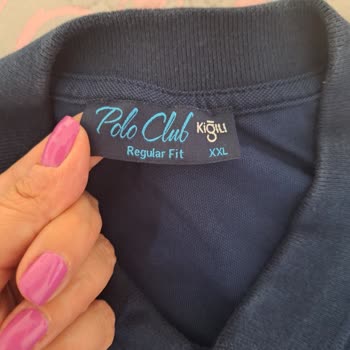 Polo Club Kiğılı
Regular Fit XXL